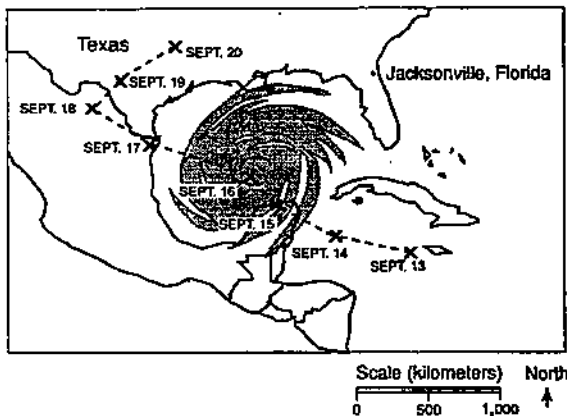 Texas
SEPT. 20
Jacksonville, Florida
SEPT. 19
SEPT. 18
SEPT. 17
SEPT. 16
SEPT. 15
SEPT. 14
SEPT. 13
Scale (kilometers)
North
0
500
1,000